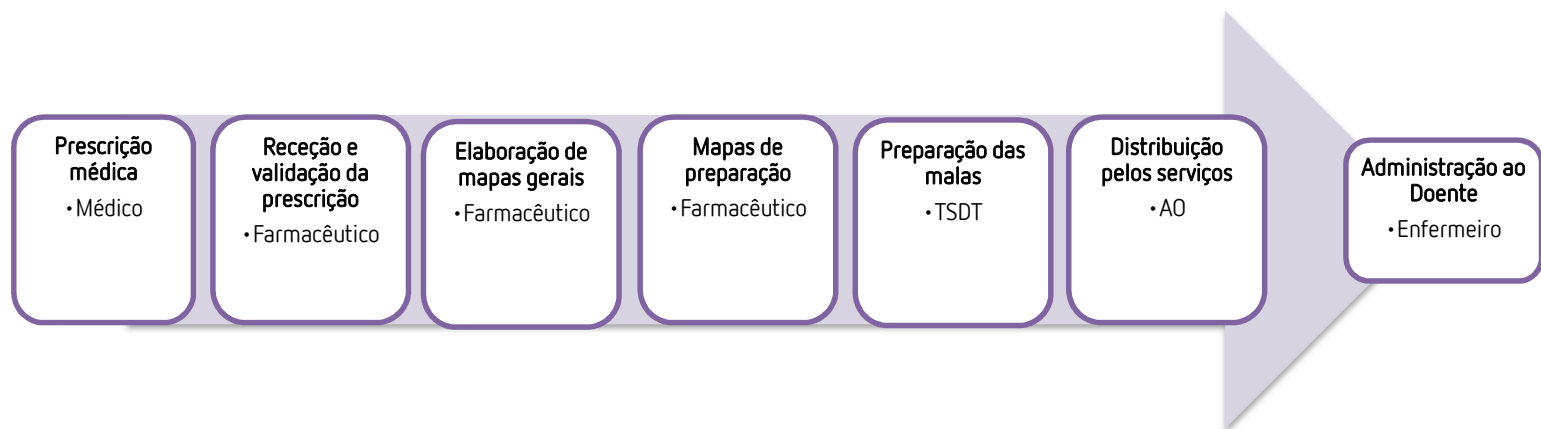 Prescrição
médica
•Médico
Receção e
validação da
prescrição
•Farmacêutico
Elaboração de
mapas gerais
•Farmacêutico
Mapas de
preparação
•Farmacêutico
Preparação das
malas
•TSDT
Distribuição
pelos serviços
•AO
Administração ao
Doente
•Enfermeiro